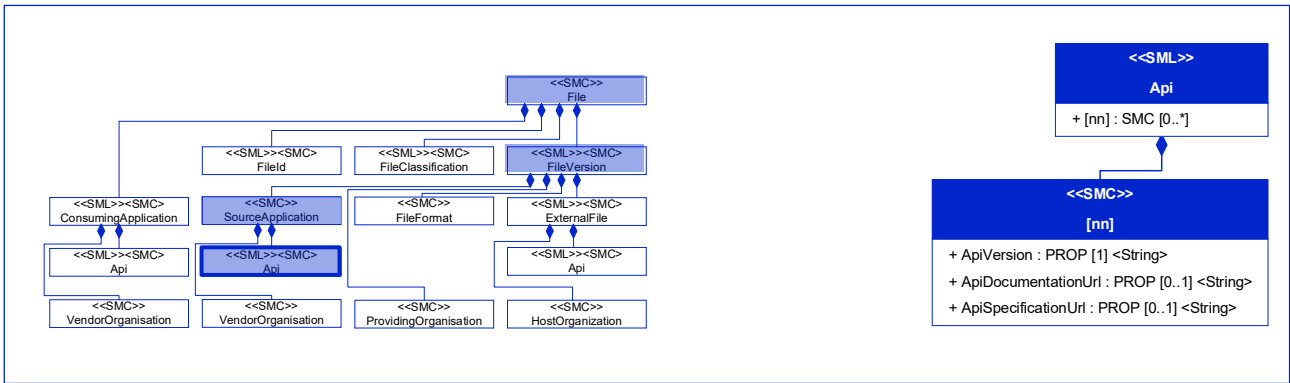 <<SMC>>
File
<<SML>><SMC>
FileId
<<SML>><SMC>
FileClassification
<<SML>><SMC>
FileVersion
<<SML>><SMC>
ConsumingApplication
<<SMC>>
SourceApplication
<<SMC>>
FileFormat
<<SML>><SMC>
ExternalFile
<<SML>><SMC>
Api
<<SML>><SMC>
Api
<<SML>><SMC>
Api
<<SMC>>
VendorOrganisation
<<SMC>>
VendorOrganisation
<<SMC>>
ProvidingOrganisation
<<SMC>>
HostOrganization
<<SML>>
Api
+ [nn] : SMC [0..*]
<<SMC>>
[nn]
+ ApiVersion : PROP [1] <String>
+ ApiDocumentationUrl : PROP [0..1] <String>
+ ApiSpecificationUrl : PROP [0..1] <String>